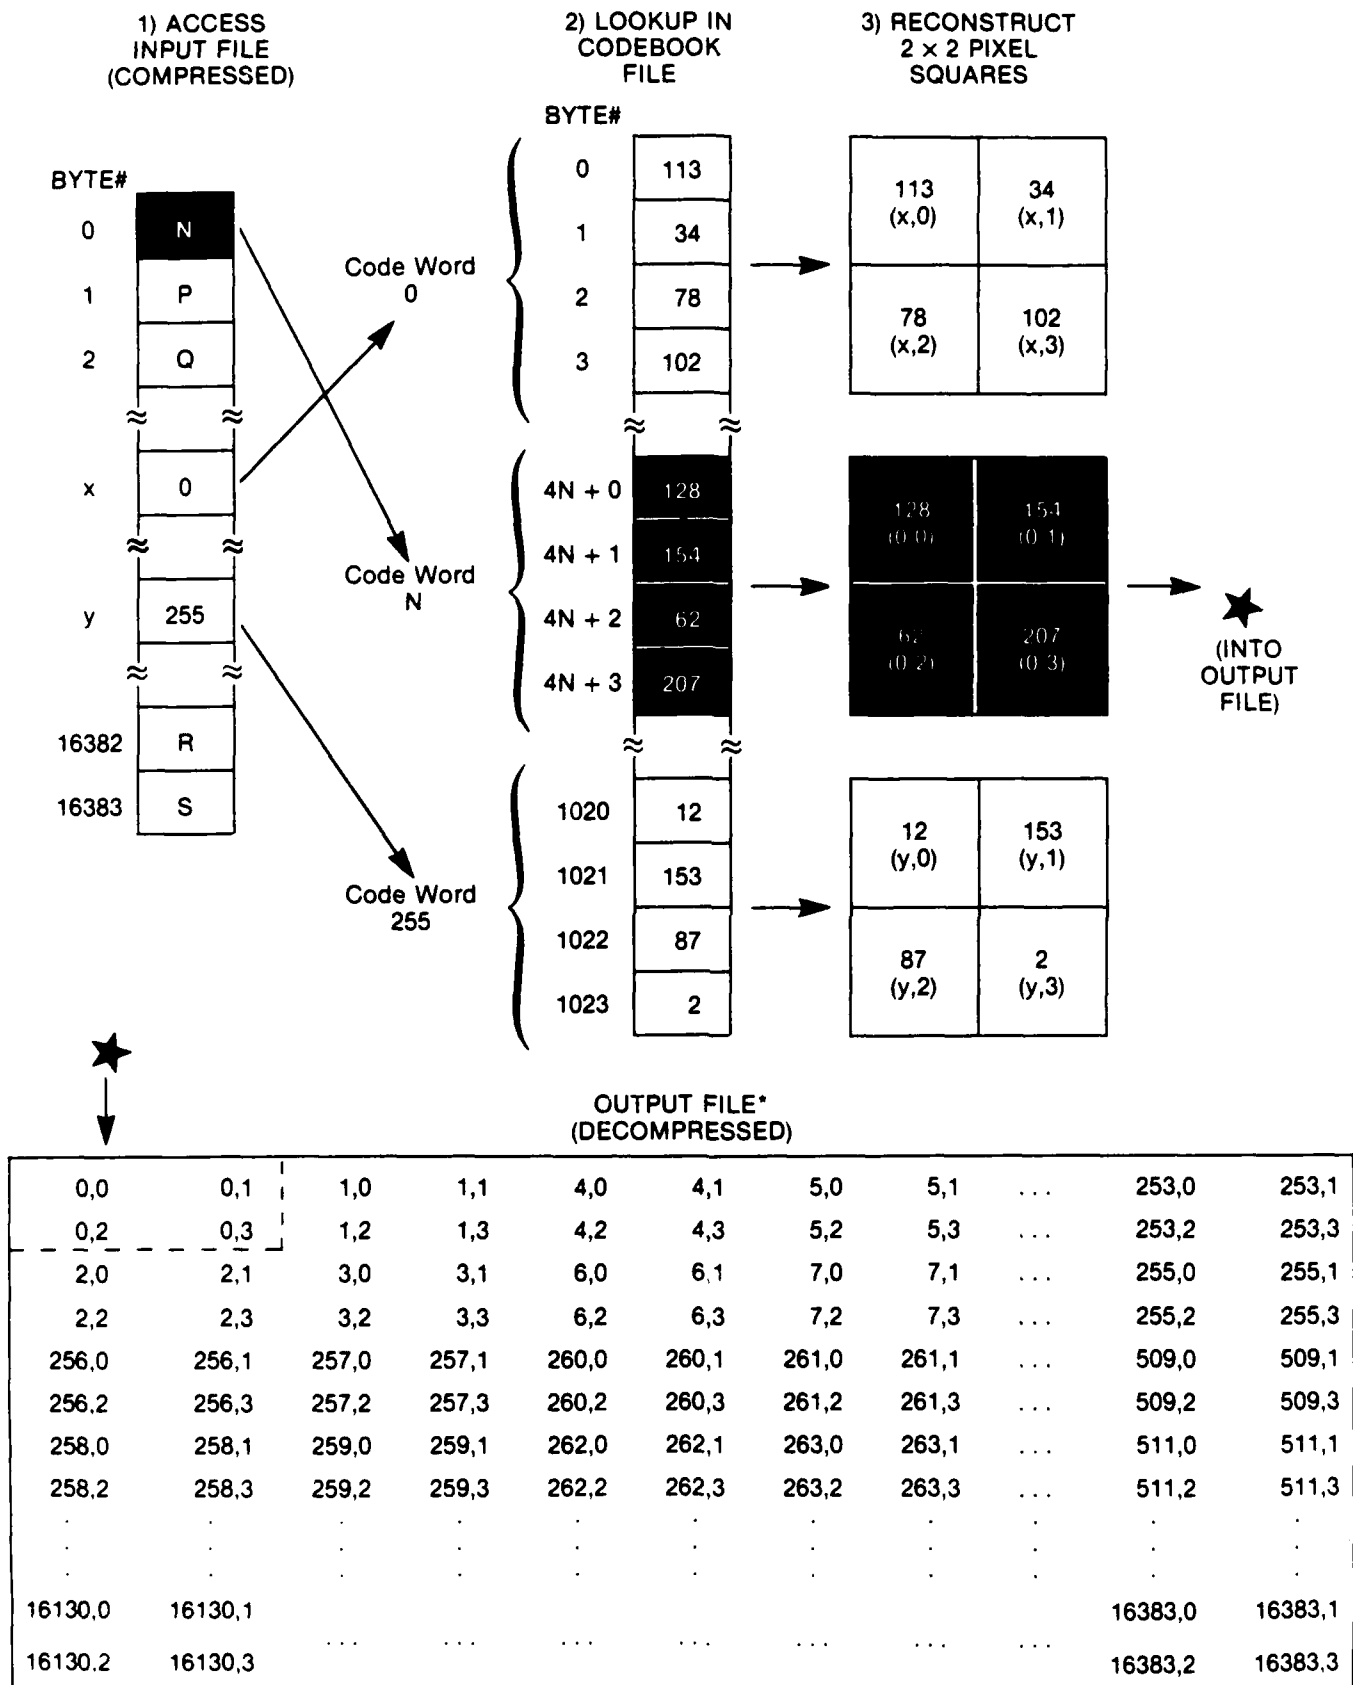 1) ACCESS
INPUT FILE
(COMPRESSED)
2) LOOKUP IN
CODEBOOK
FILE
3) RECONSTRUCT
2 × 2 PIXEL
SQUARES
BYTE#
0 N
1 P
2 Q
x 0
y 255
16382 R
16383 S
Code Word
0
Code Word
N
Code Word
255
BYTE#
0 113
1 34
2 78
3 102
4N + 0 128
4N + 1 154
4N + 2 62
4N + 3 207
1020 12
1021 153
1022 87
1023 2
113 34
(x,0) (x,1)
78 102
(x,2) (x,3)
128 154
(0 0) (0 1)
62 207
(0 2) (0 3)
12 153
(y,0) (y,1)
87 2
(y,2) (y,3)
(INTO
OUTPUT
FILE)
OUTPUT FILE*
(DECOMPRESSED)
0,0 0,1 1,0 1,1 4,0 4,1 5,0 5,1 ... 253,0 253,1
0,2 0,3 1,2 1,3 4,2 4,3 5,2 5,3 ... 253,2 253,3
2,0 2,1 3,0 3,1 6,0 6,1 7,0 7,1 ... 255,0 255,1
2,2 2,3 3,2 3,3 6,2 6,3 7,2 7,3 ... 255,2 255,3
256,0 256,1 257,0 257,1 260,0 260,1 261,0 261,1 ... 509,0 509,1
256,2 256,3 257,2 257,3 260,2 260,3 261,2 261,3 ... 509,2 509,3
258,0 258,1 259,0 259,1 262,0 262,1 263,0 263,1 ... 511,0 511,1
258,2 258,3 259,2 259,3 262,2 262,3 263,2 263,3 ... 511,2 511,3
. . . . . . . . . . .
. . . . . . . . . . .
. . . . . . . . . . .
16130,0 16130,1 16383,0 16383,1
... ... ... ... ... ... ...
16130,2 16130,3 16383,2 16383,3